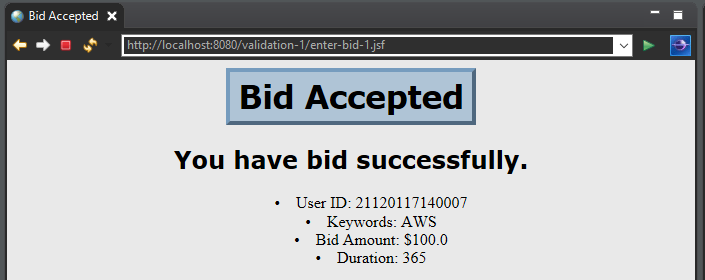 Bid Accepted
http://localhost:8080/validation-1/enter-bid-1.jsf
Bid Accepted
You have bid successfully.
• User ID: 21120117140007
• Keywords: AWS
• Bid Amount: $100.0
• Duration: 365